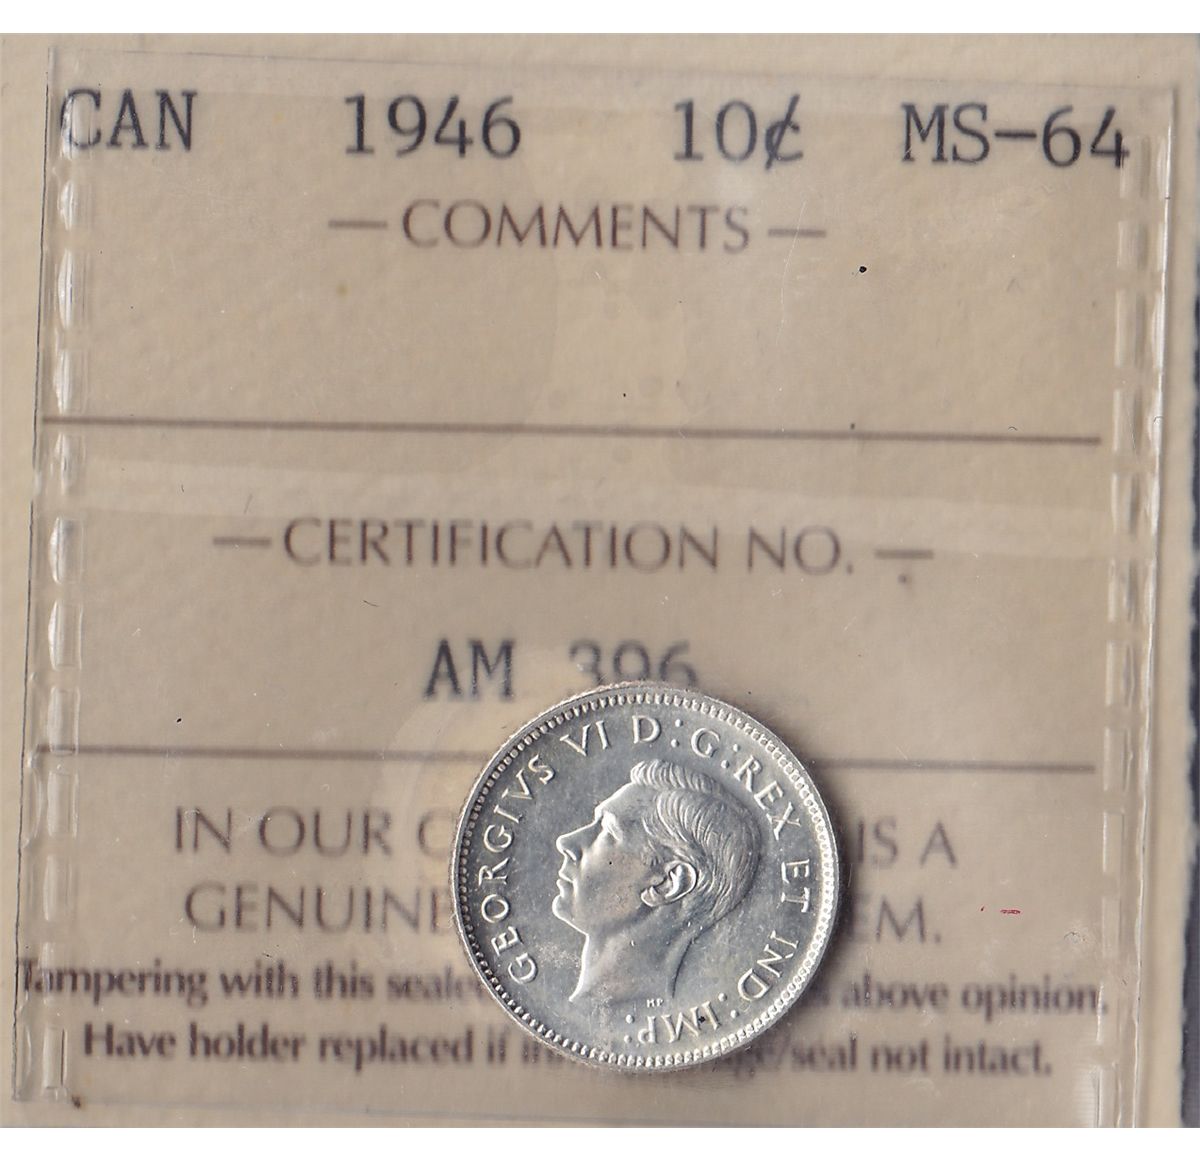 CAN 1946 10¢ MS-64
— COMMENTS —
— CERTIFICATION NO. —
AM 396
IN OUR IS A
GENUINE EM.
Tampering with this seale above opinion.
Have holder replaced if /seal not intact.
GEORGIVS VI D:G:REX ET IND:IMP:
HP